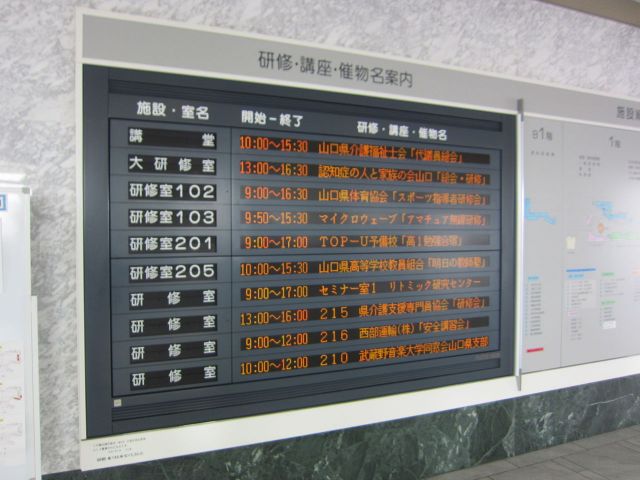 研修・講座・催物名案内
施設・室名 開始－終了 研修・講座・催物名
講堂 10:00～15:30 山口県介護福祉士会「代議員総会」
大研修室 13:00～16:30 認知症の人と家族の会山口「総会・研修」
研修室102 9:00～16:30 山口県体育協会「スポーツ指導者研修会」
研修室103 9:50～15:30 マイクロウェーブ「アマチュア無線研修」
研修室201 9:00～17:00 TOP－U予備校「高1勉強合宿」
研修室205 10:00～15:30 山口県高等学校教員組合「明日の教師塾」
研修室 9:00～17:00 セミナー室1 リトミック研究センター
研修室 13:00～16:00 215 県介護支援専門員協会「研修会」
研修室 9:00～12:00 216 西部運輸(株)「安全講習会」
研修室 10:00～12:00 210 武蔵野音楽大学同窓会山口県支部
施設
B1階
1階